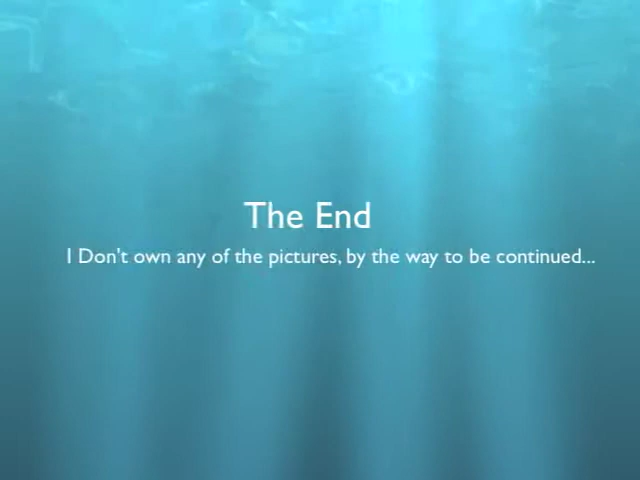 The End
I Don't own any of the pictures, by the way to be continued...